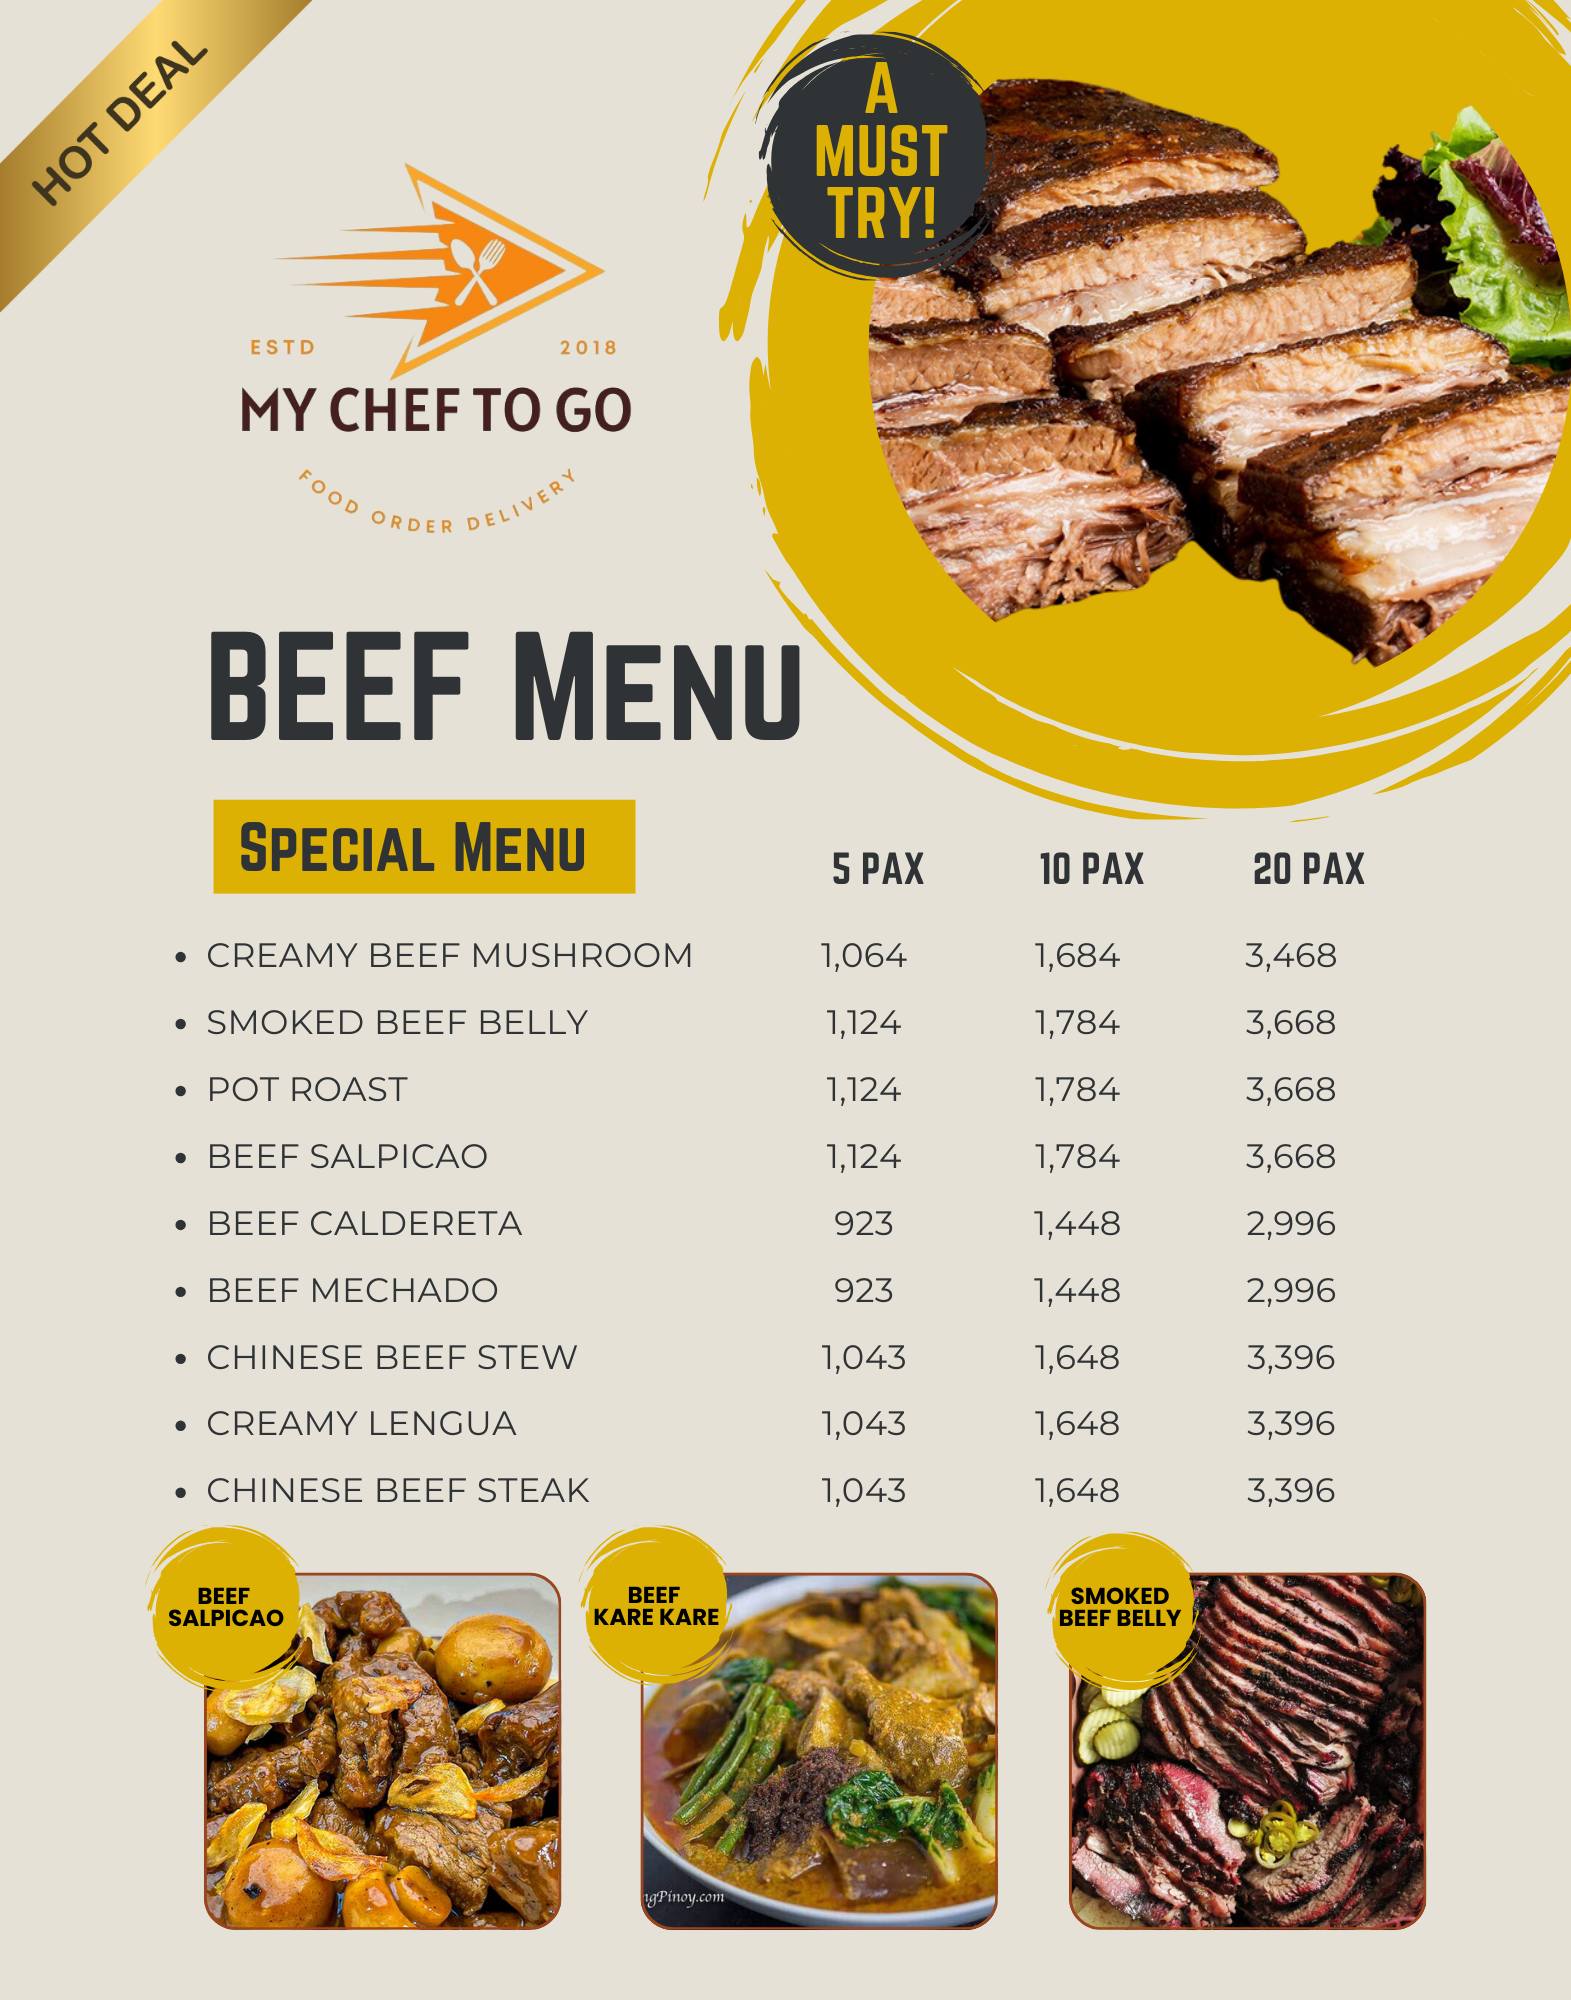 HOT DEAL
A
MUST
TRY!
ESTD 2018
MY CHEF TO GO
FOOD ORDER DELIVERY
BEEF MENU
SPECIAL MENU
5 PAX 10 PAX 20 PAX
• CREAMY BEEF MUSHROOM 1,064 1,684 3,468
• SMOKED BEEF BELLY 1,124 1,784 3,668
• POT ROAST 1,124 1,784 3,668
• BEEF SALPICAO 1,124 1,784 3,668
• BEEF CALDERETA 923 1,448 2,996
• BEEF MECHADO 923 1,448 2,996
• CHINESE BEEF STEW 1,043 1,648 3,396
• CREAMY LENGUA 1,043 1,648 3,396
• CHINESE BEEF STEAK 1,043 1,648 3,396
BEEF
SALPICAO
BEEF
KARE KARE
SMOKED
BEEF BELLY
ngPinoy.com